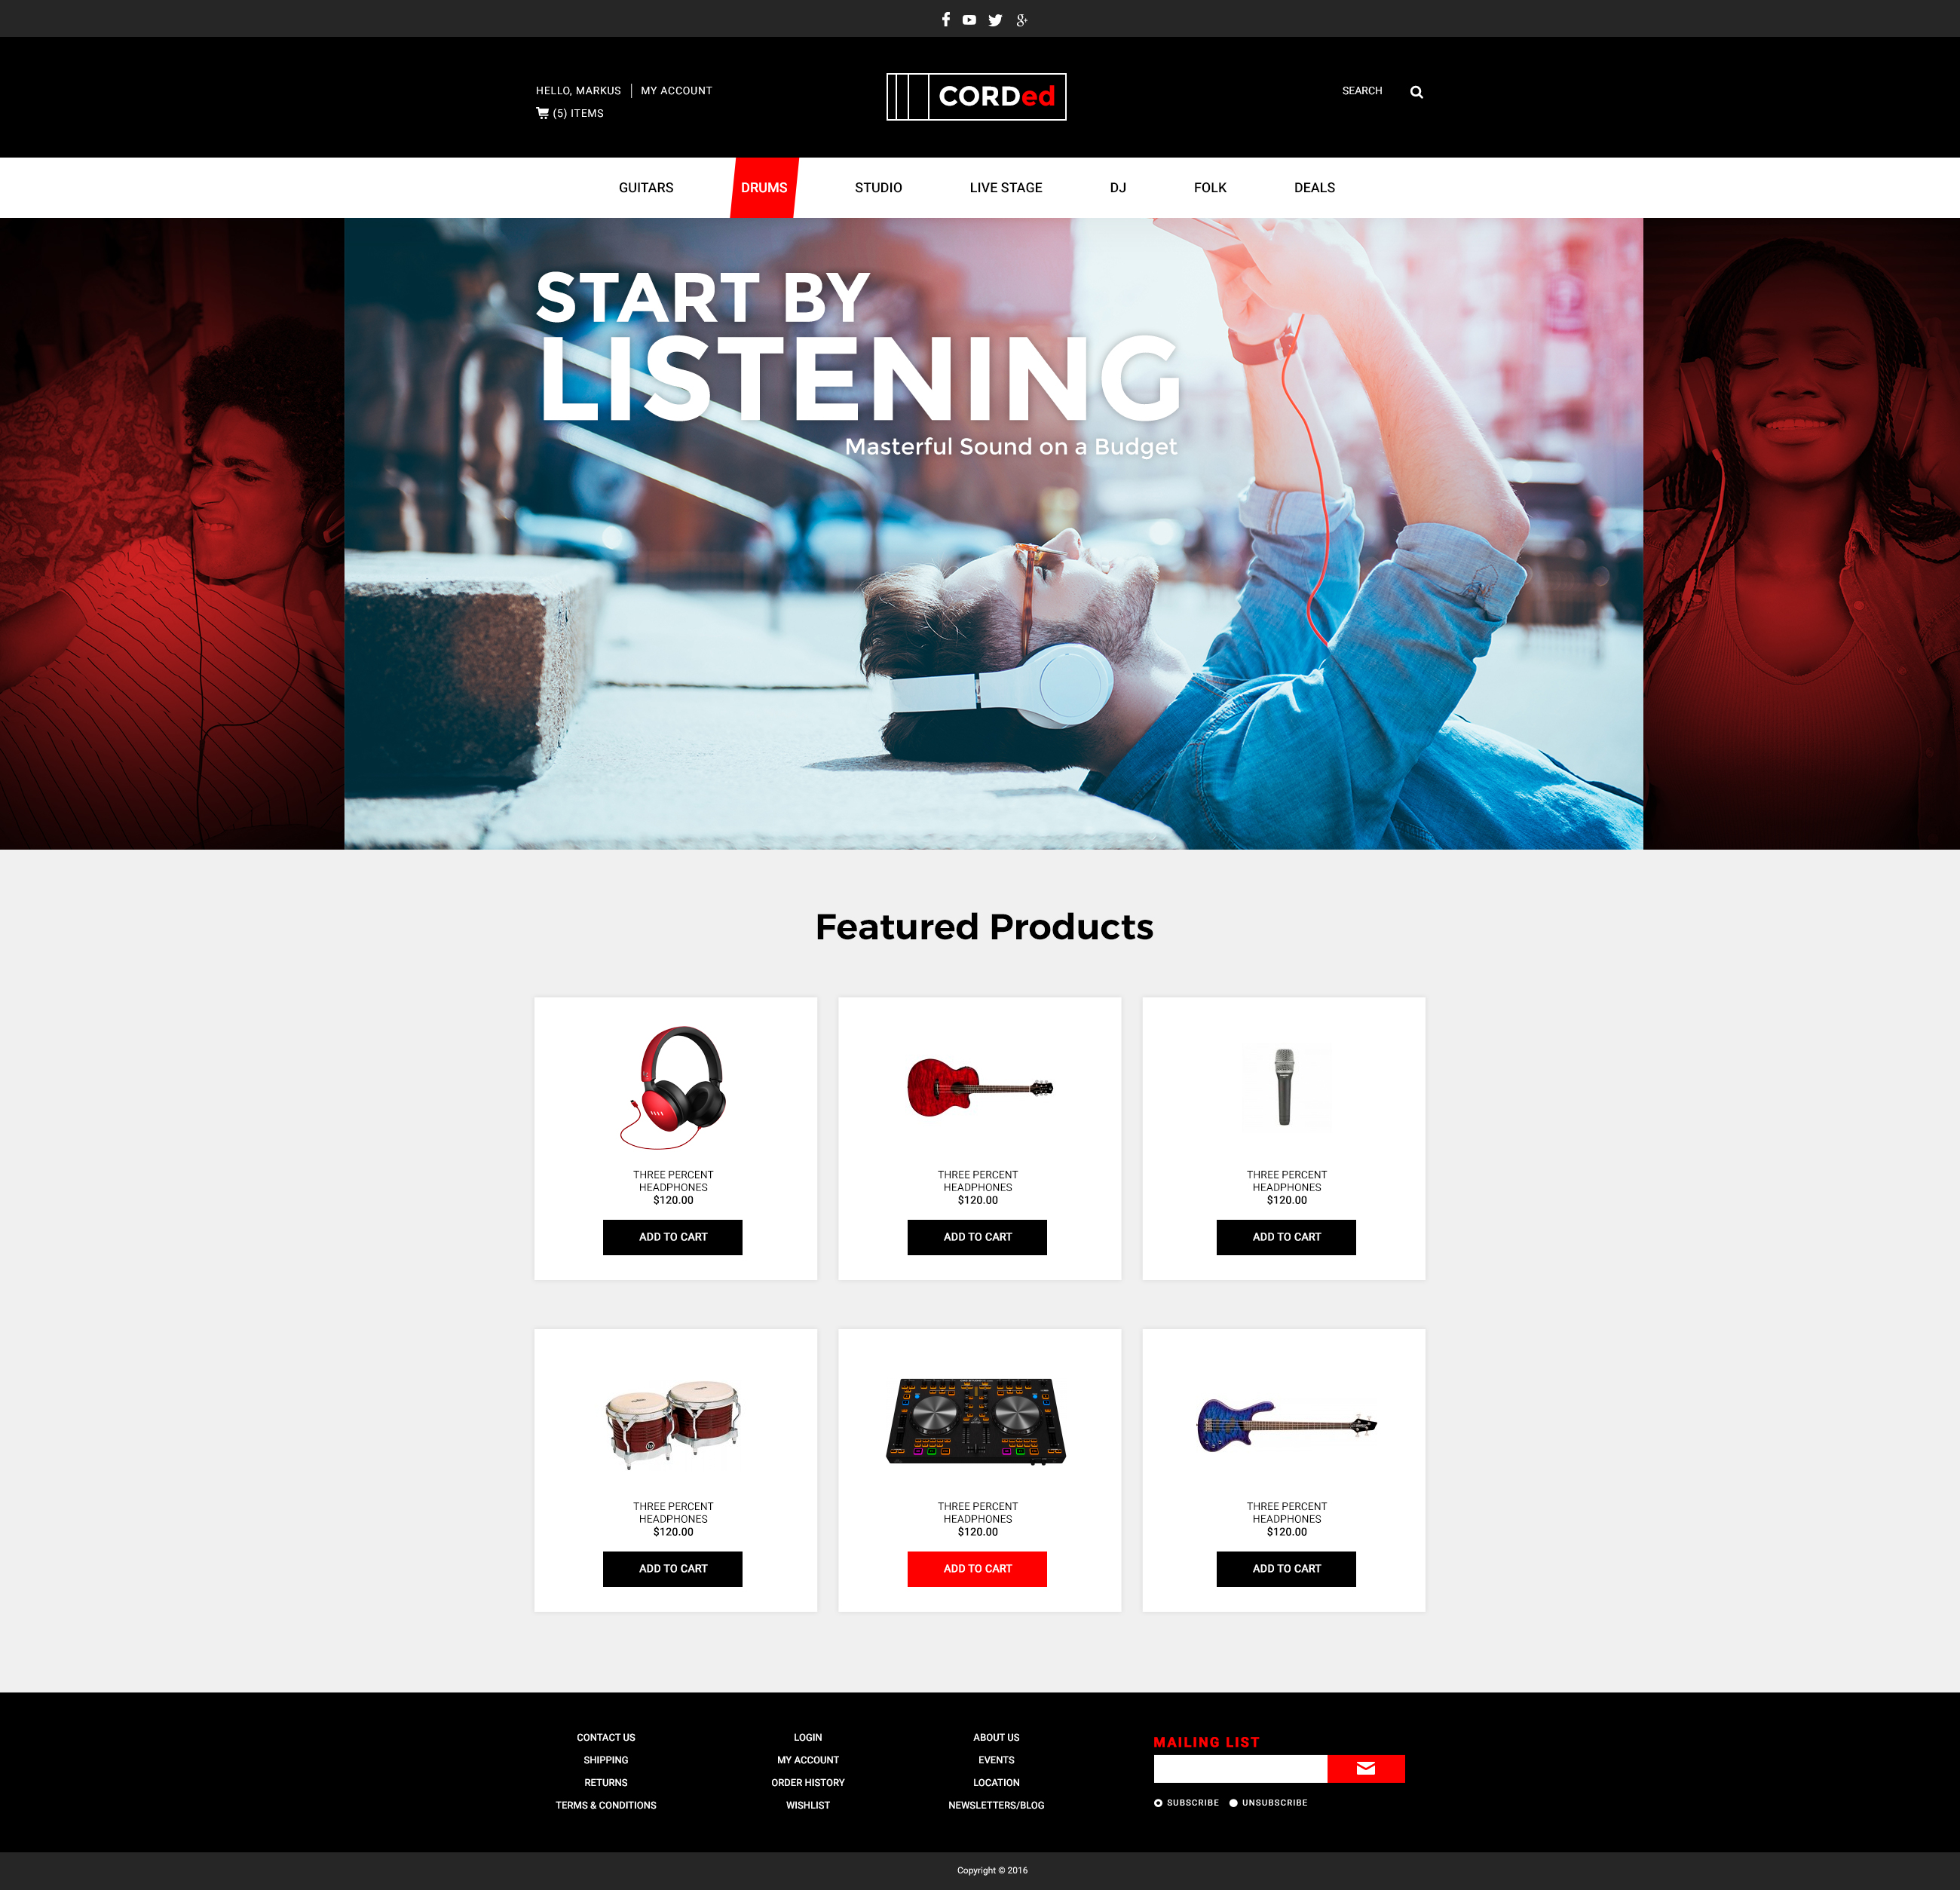 HELLO, MARKUS | MY ACCOUNT
(5) ITEMS
CORDed
SEARCH
GUITARS DRUMS STUDIO LIVE STAGE DJ FOLK DEALS
START BY
LISTENING
Masterful Sound on a Budget
Featured Products
THREE PERCENT
HEADPHONES
$120.00
ADD TO CART
THREE PERCENT
HEADPHONES
$120.00
ADD TO CART
THREE PERCENT
HEADPHONES
$120.00
ADD TO CART
THREE PERCENT
HEADPHONES
$120.00
ADD TO CART
THREE PERCENT
HEADPHONES
$120.00
ADD TO CART
THREE PERCENT
HEADPHONES
$120.00
ADD TO CART
CONTACT US
SHIPPING
RETURNS
TERMS & CONDITIONS
LOGIN
MY ACCOUNT
ORDER HISTORY
WISHLIST
ABOUT US
EVENTS
LOCATION
NEWSLETTERS/BLOG
MAILING LIST
SUBSCRIBE UNSUBSCRIBE
Copyright © 2016